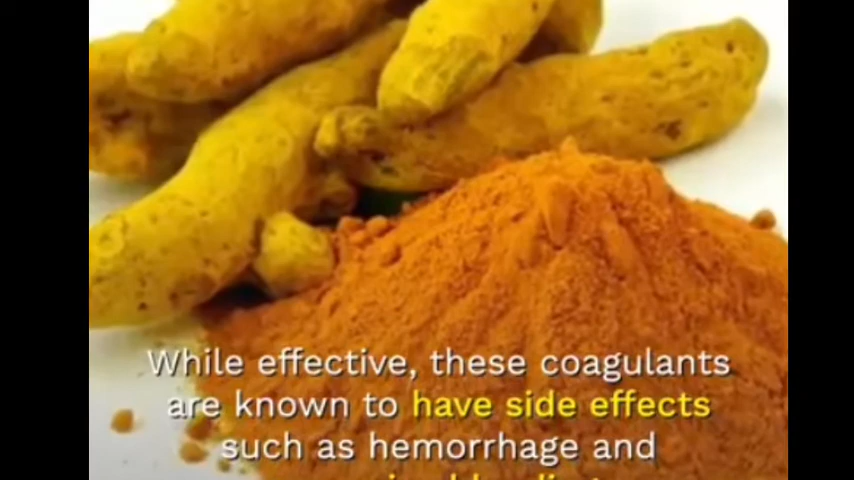 While effective, these coagulants
are known to have side effects
such as hemorrhage and